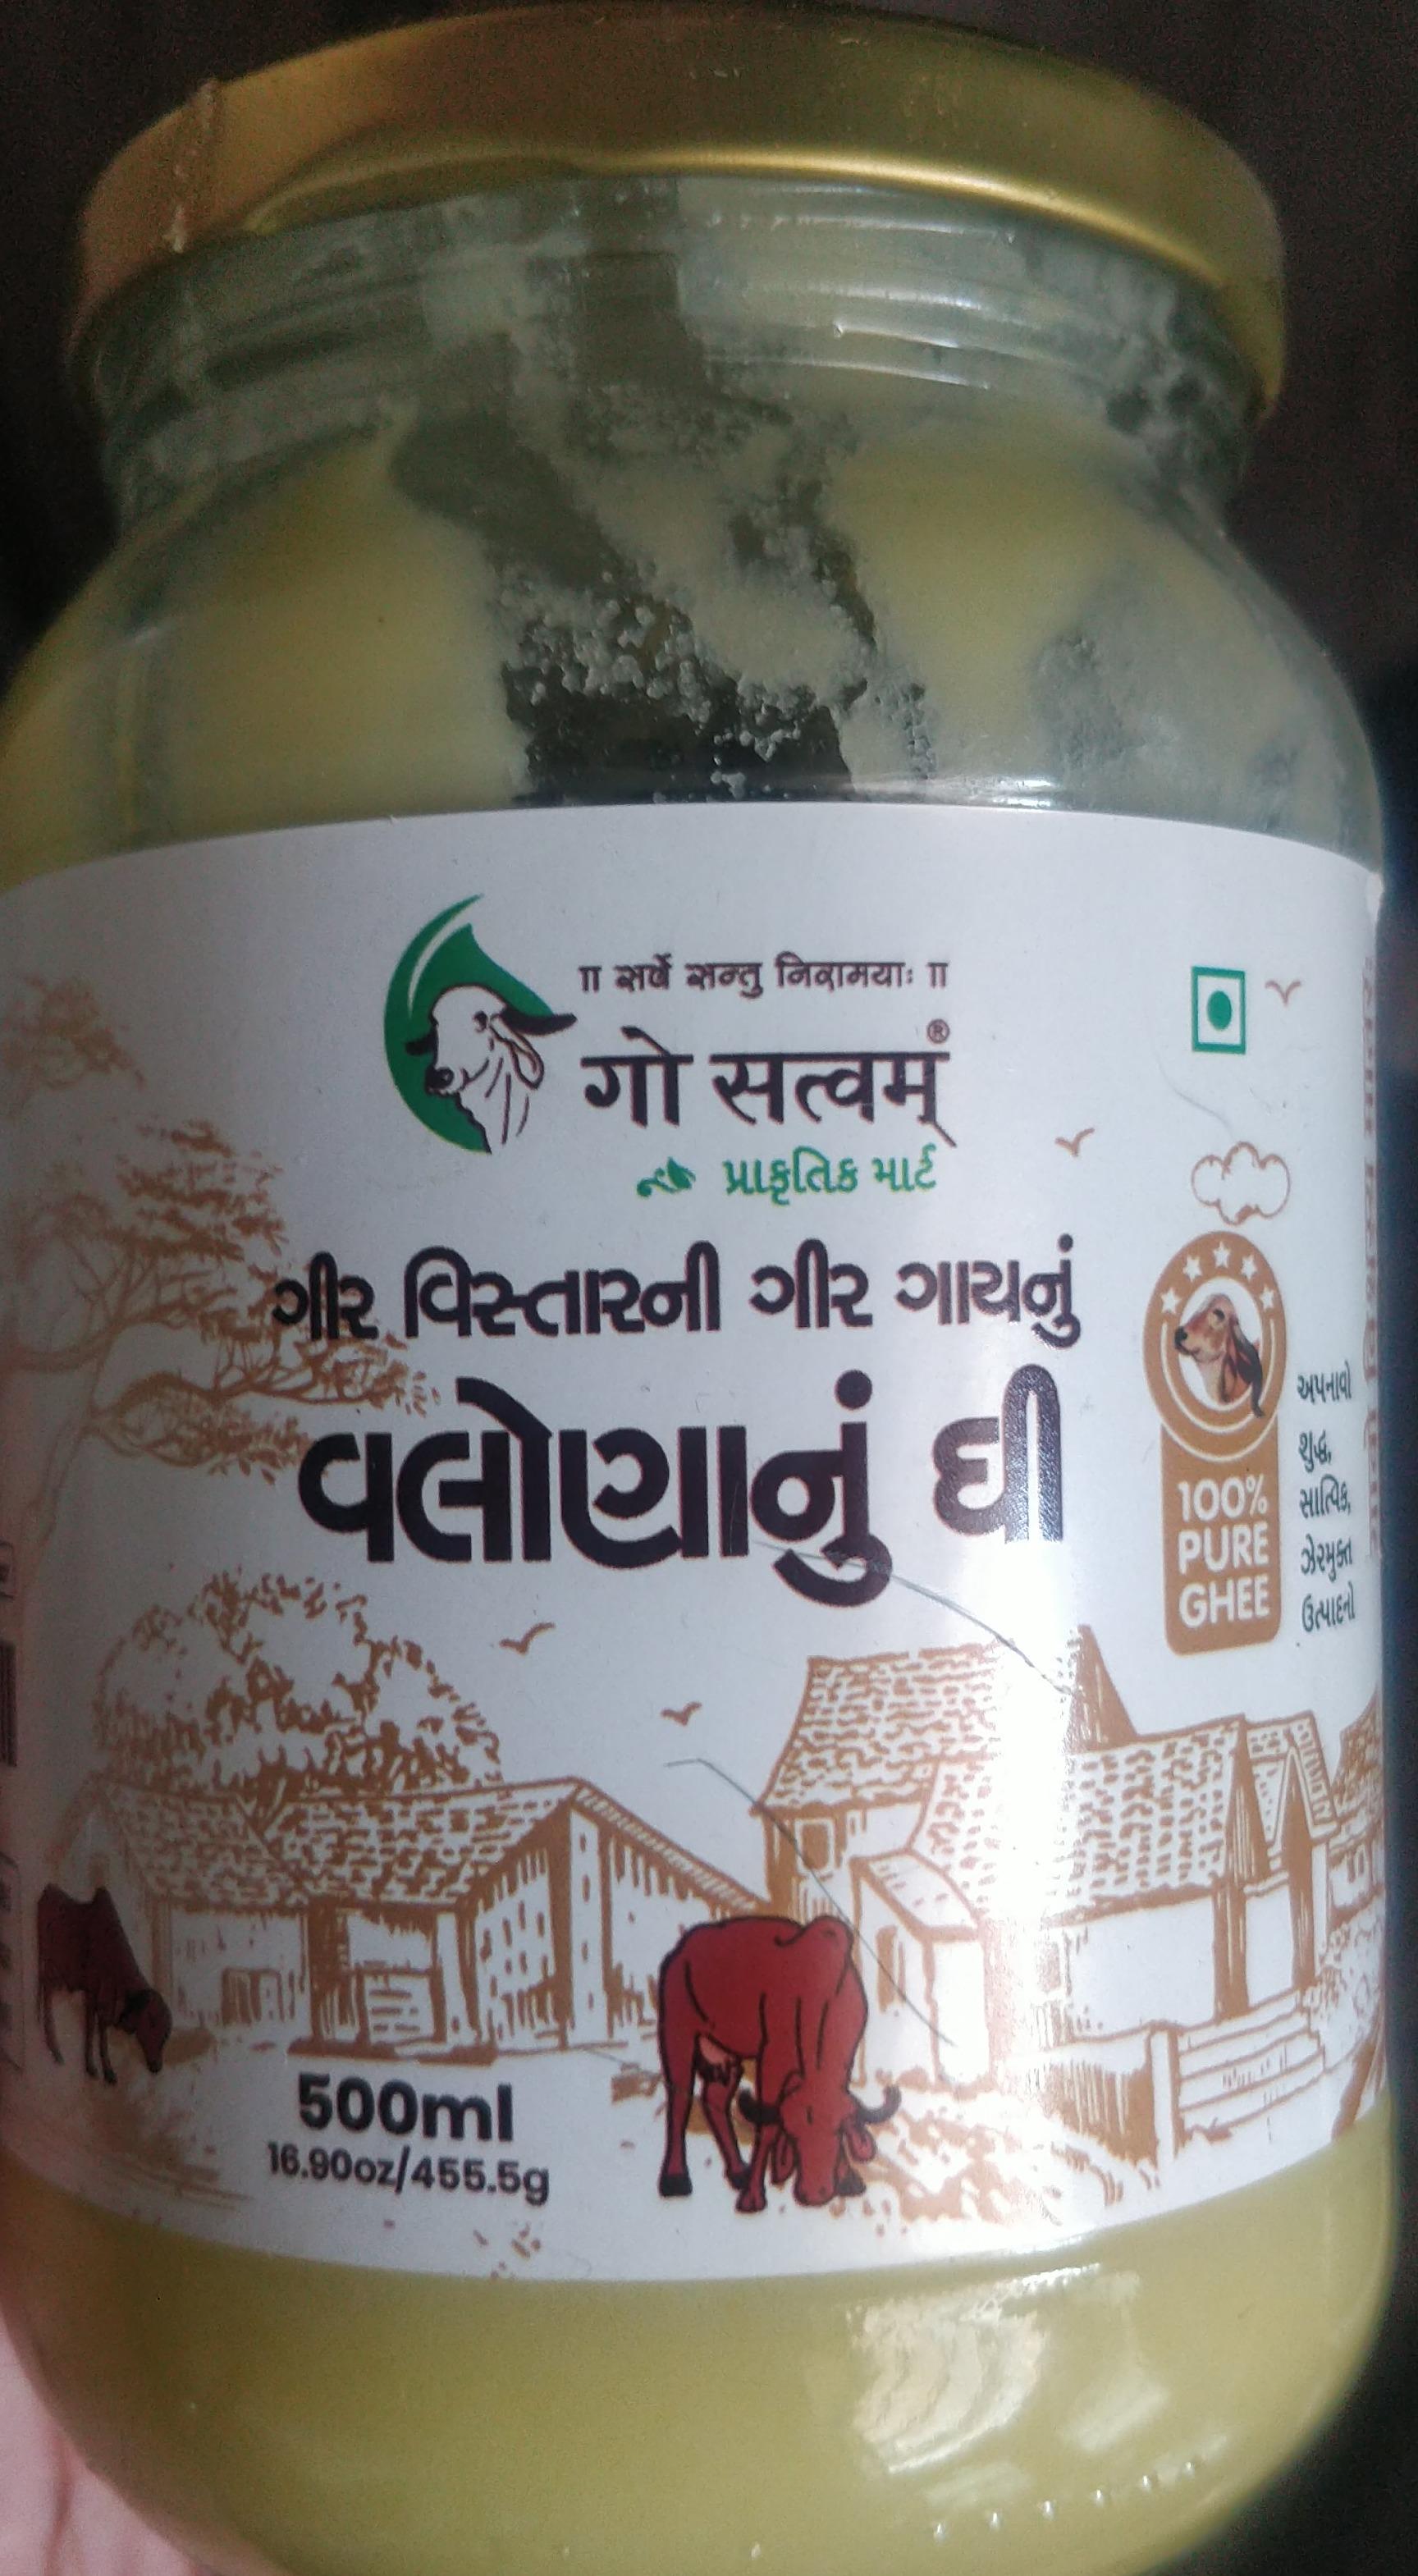 ॥ सर्वे सन्तु निरामयाः ॥
गो सत्वम् ®
પ્રાકૃતિક માર્ટ
ગીર વિસ્તારની ગીર ગાયનું
વલોણાનું ઘી
100%
PURE
GHEE
અપનાવો
શુદ્ધ,
સાત્વિક,
ઝેરમુક્ત
ઉત્પાદનો
500ml
16.90oz/455.5g